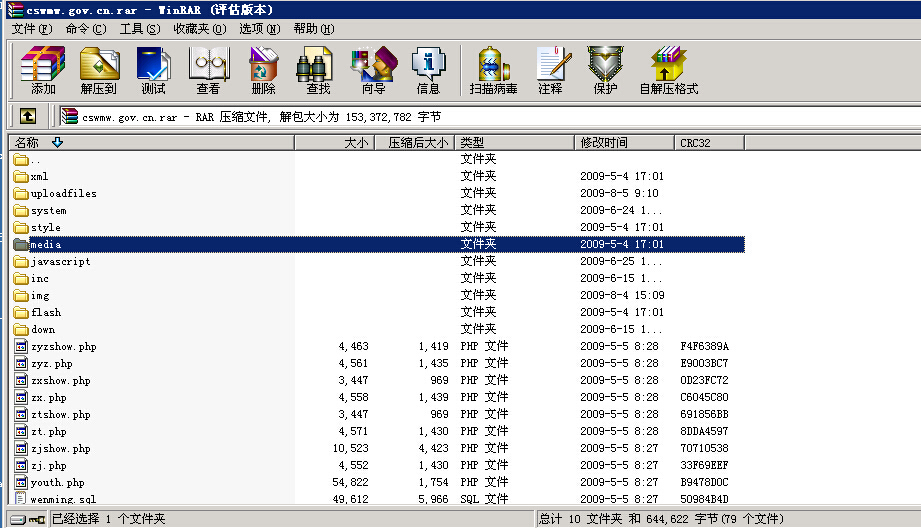 cswmw.gov.cn.rar - WinRAR (评估版本)
文件(F) 命令(C) 工具(S) 收藏夹(O) 选项(N) 帮助(H)
添加 解压到 测试 查看 删除 查找 向导 信息 扫描病毒 注释 保护 自解压格式
cswmw.gov.cn.rar - RAR 压缩文件, 解包大小为 153,372,782 字节
名称 大小 压缩后大小 类型 修改时间 CRC32
.. 文件夹
xml 文件夹 2009-5-4 17:01
uploadfiles 文件夹 2009-8-5 9:10
system 文件夹 2009-6-24 1...
style 文件夹 2009-5-4 17:01
media 文件夹 2009-5-4 17:01
javascript 文件夹 2009-6-25 1...
inc 文件夹 2009-6-15 1...
img 文件夹 2009-8-4 15:09
flash 文件夹 2009-5-4 17:01
down 文件夹 2009-6-15 1...
zyzshow.php 4,463 1,419 PHP 文件 2009-5-5 8:28 F4F6389A
zyz.php 4,561 1,435 PHP 文件 2009-5-5 8:28 E9003BC7
zxshow.php 3,447 969 PHP 文件 2009-5-5 8:28 0D23FC72
zx.php 4,558 1,439 PHP 文件 2009-5-5 8:28 C6045C80
ztshow.php 3,447 969 PHP 文件 2009-5-5 8:28 691856BB
zt.php 4,571 1,430 PHP 文件 2009-5-5 8:28 8DDA4597
zjshow.php 10,523 4,423 PHP 文件 2009-5-5 8:27 70710538
zj.php 4,552 1,430 PHP 文件 2009-5-5 8:27 33F69EEF
youth.php 54,822 1,754 PHP 文件 2009-5-5 8:27 B9478D0C
wenming.sql 49,612 5,966 SQL 文件 2009-5-5 8:27 50984B4D
已经选择 1 个文件夹 总计 10 文件夹 和 644,622 字节(79 个文件)